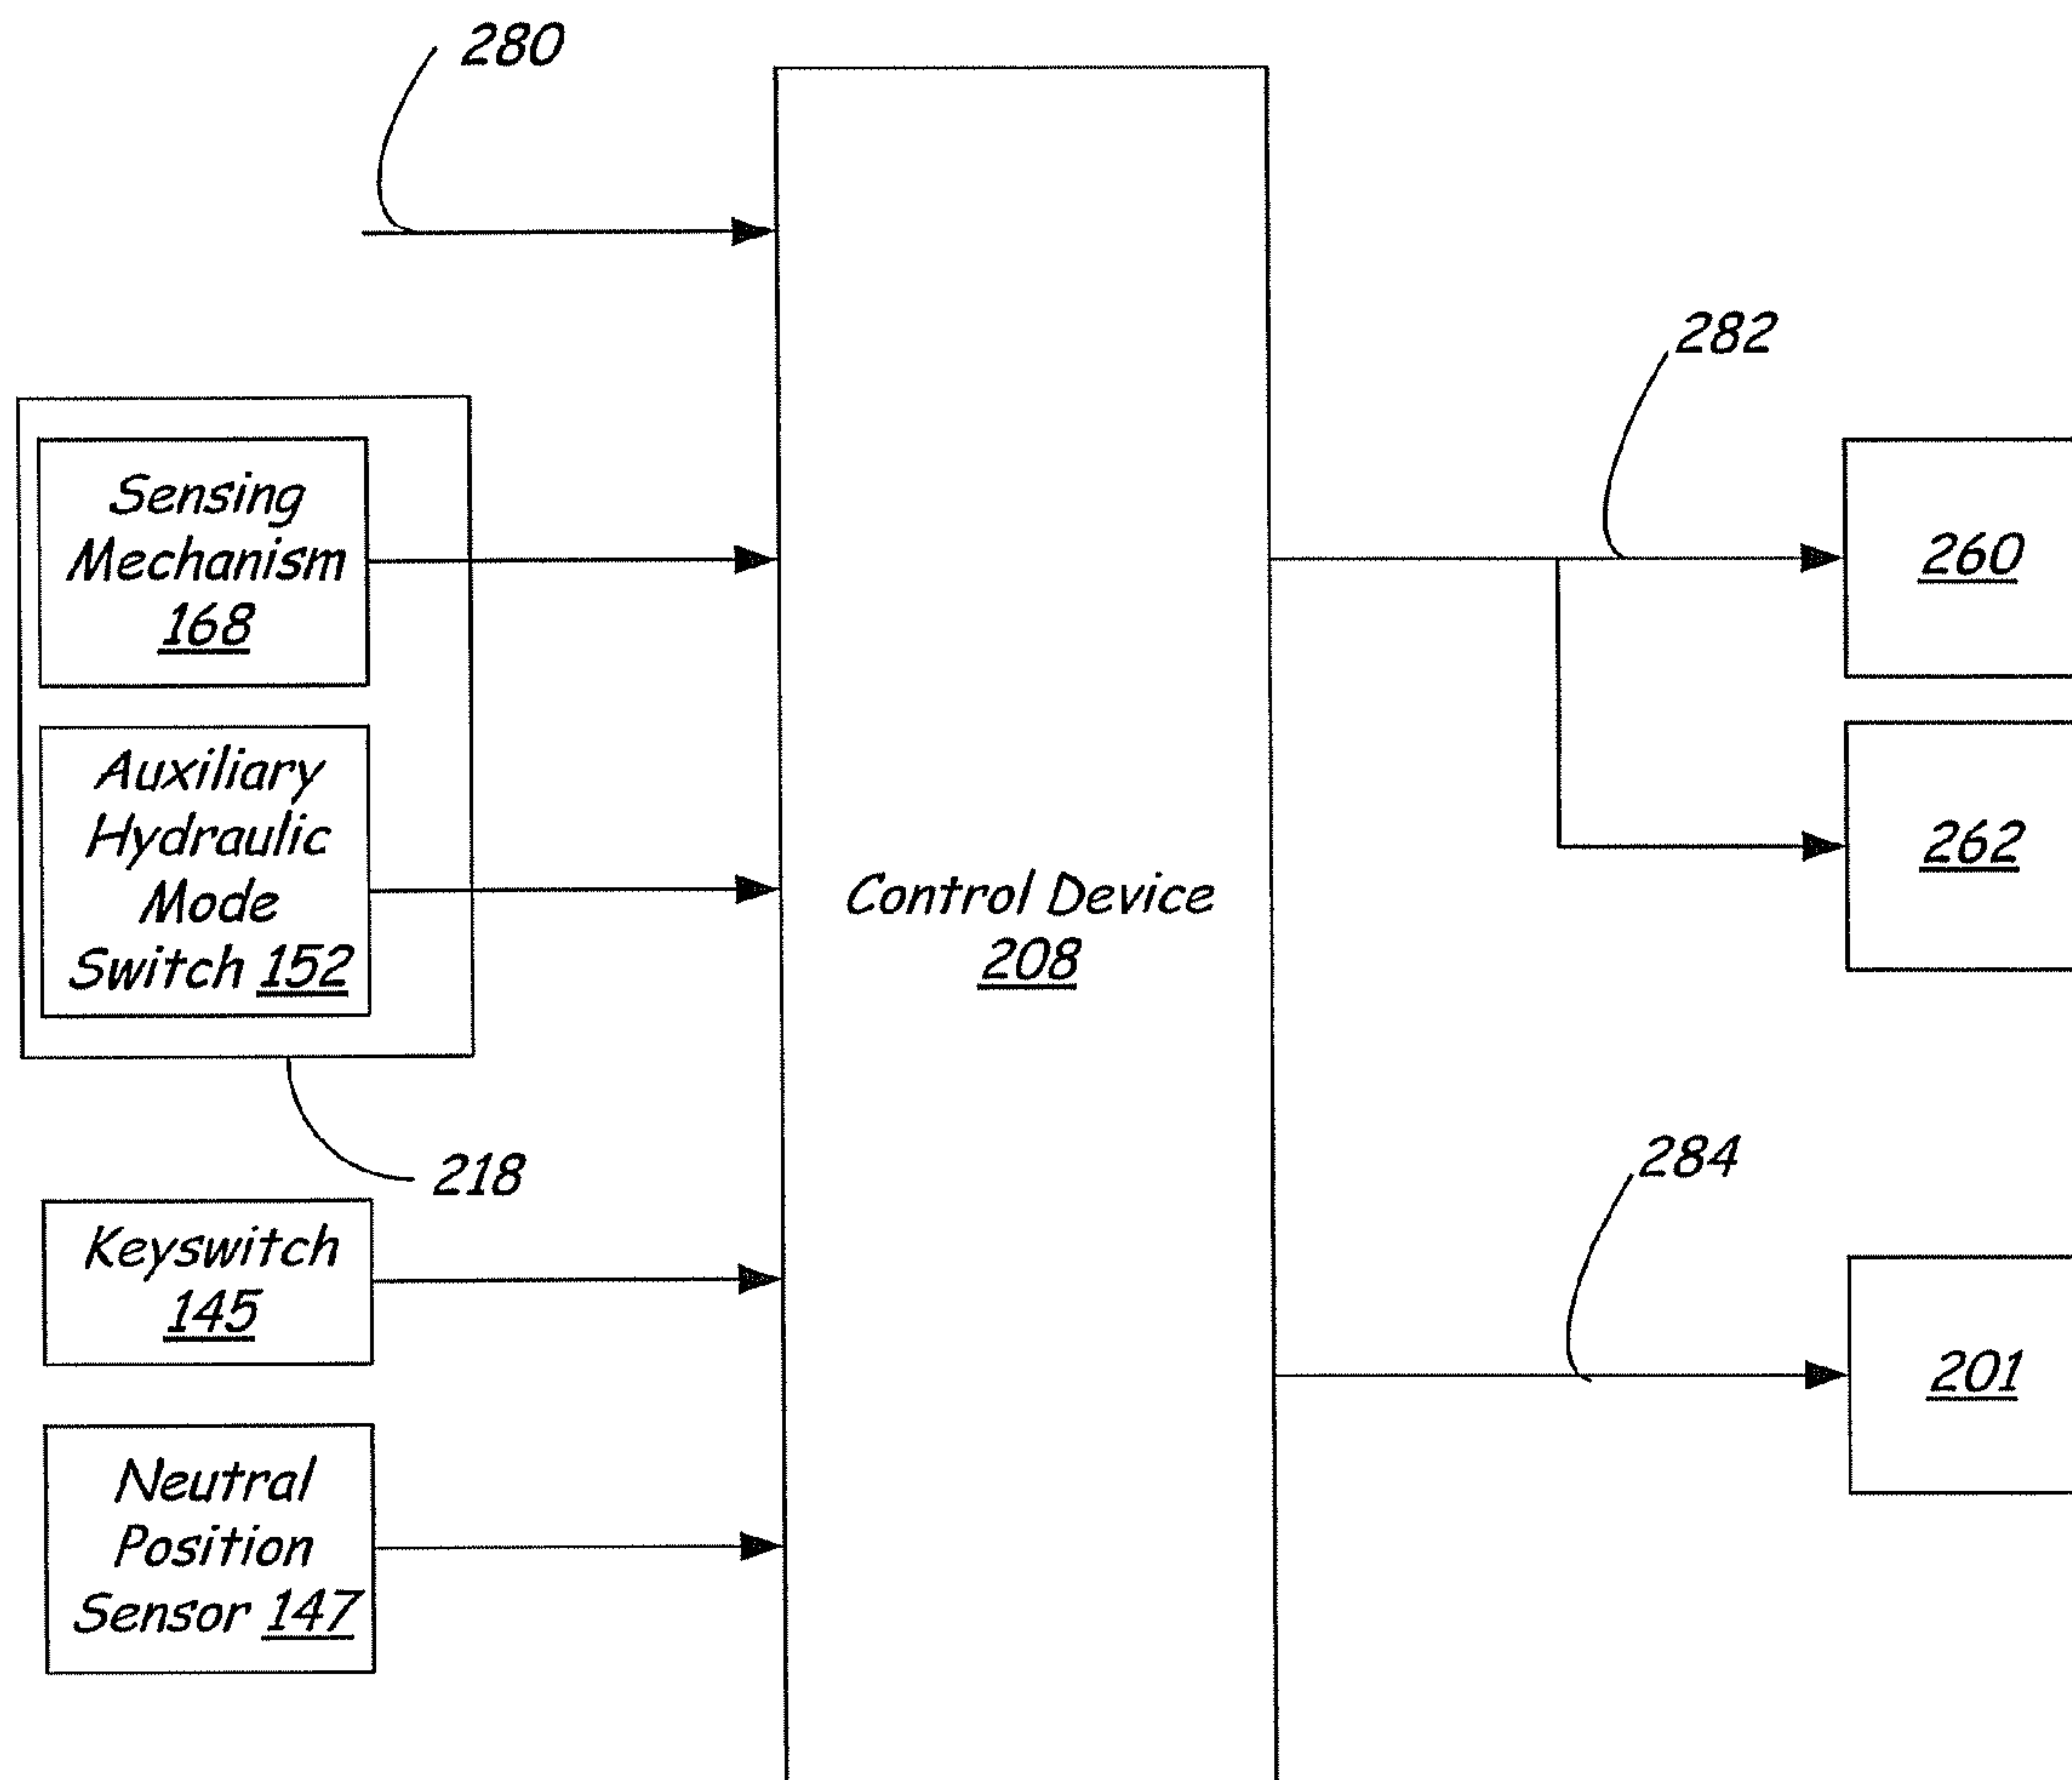 280
282
Sensing
Mechanism
168
260
Auxiliary
Hydraulic
Mode
Switch 152
262
Control Device
208
284
218
Keyswitch
145
201
Neutral
Position
Sensor 147